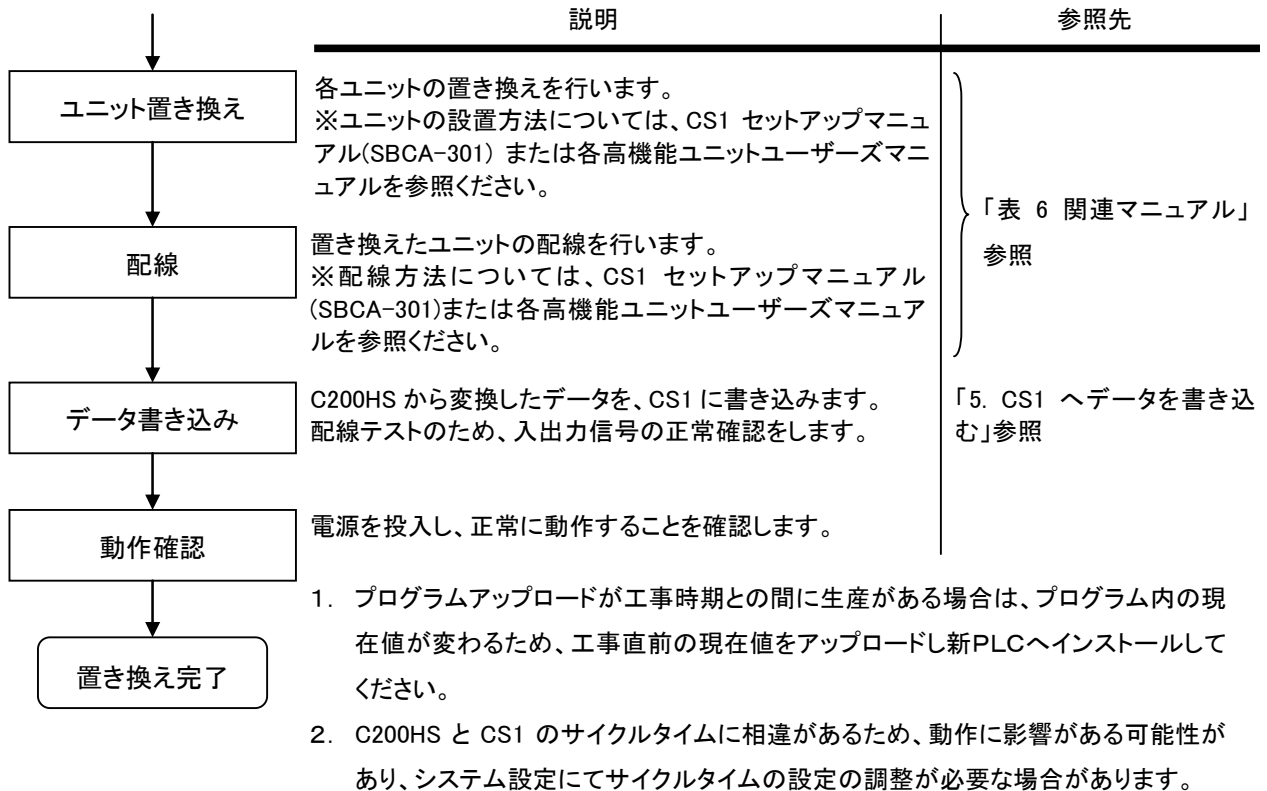 説明 参照先
ユニット置き換え
各ユニットの置き換えを行います。
※ユニットの設置方法については、CS1 セットアップマニュ
アル(SBCA-301) または各高機能ユニットユーザーズマニ
ュアルを参照ください。
「表 6 関連マニュアル」
参照
配線
置き換えたユニットの配線を行います。
※配線方法については、CS1 セットアップマニュアル
(SBCA-301)または各高機能ユニットユーザーズマニュア
ルを参照ください。
データ書き込み
C200HS から変換したデータを、CS1 に書き込みます。
配線テストのため、入出力信号の正常確認をします。
「5. CS1 へデータを書き込
む」参照
動作確認
電源を投入し、正常に動作することを確認します。
置き換え完了
1. プログラムアップロードが工事時期との間に生産がある場合は、プログラム内の現
在値が変わるため、工事直前の現在値をアップロードし新PLCへインストールして
ください。
2. C200HS と CS1 のサイクルタイムに相違があるため、動作に影響がある可能性が
あり、システム設定にてサイクルタイムの設定の調整が必要な場合があります。